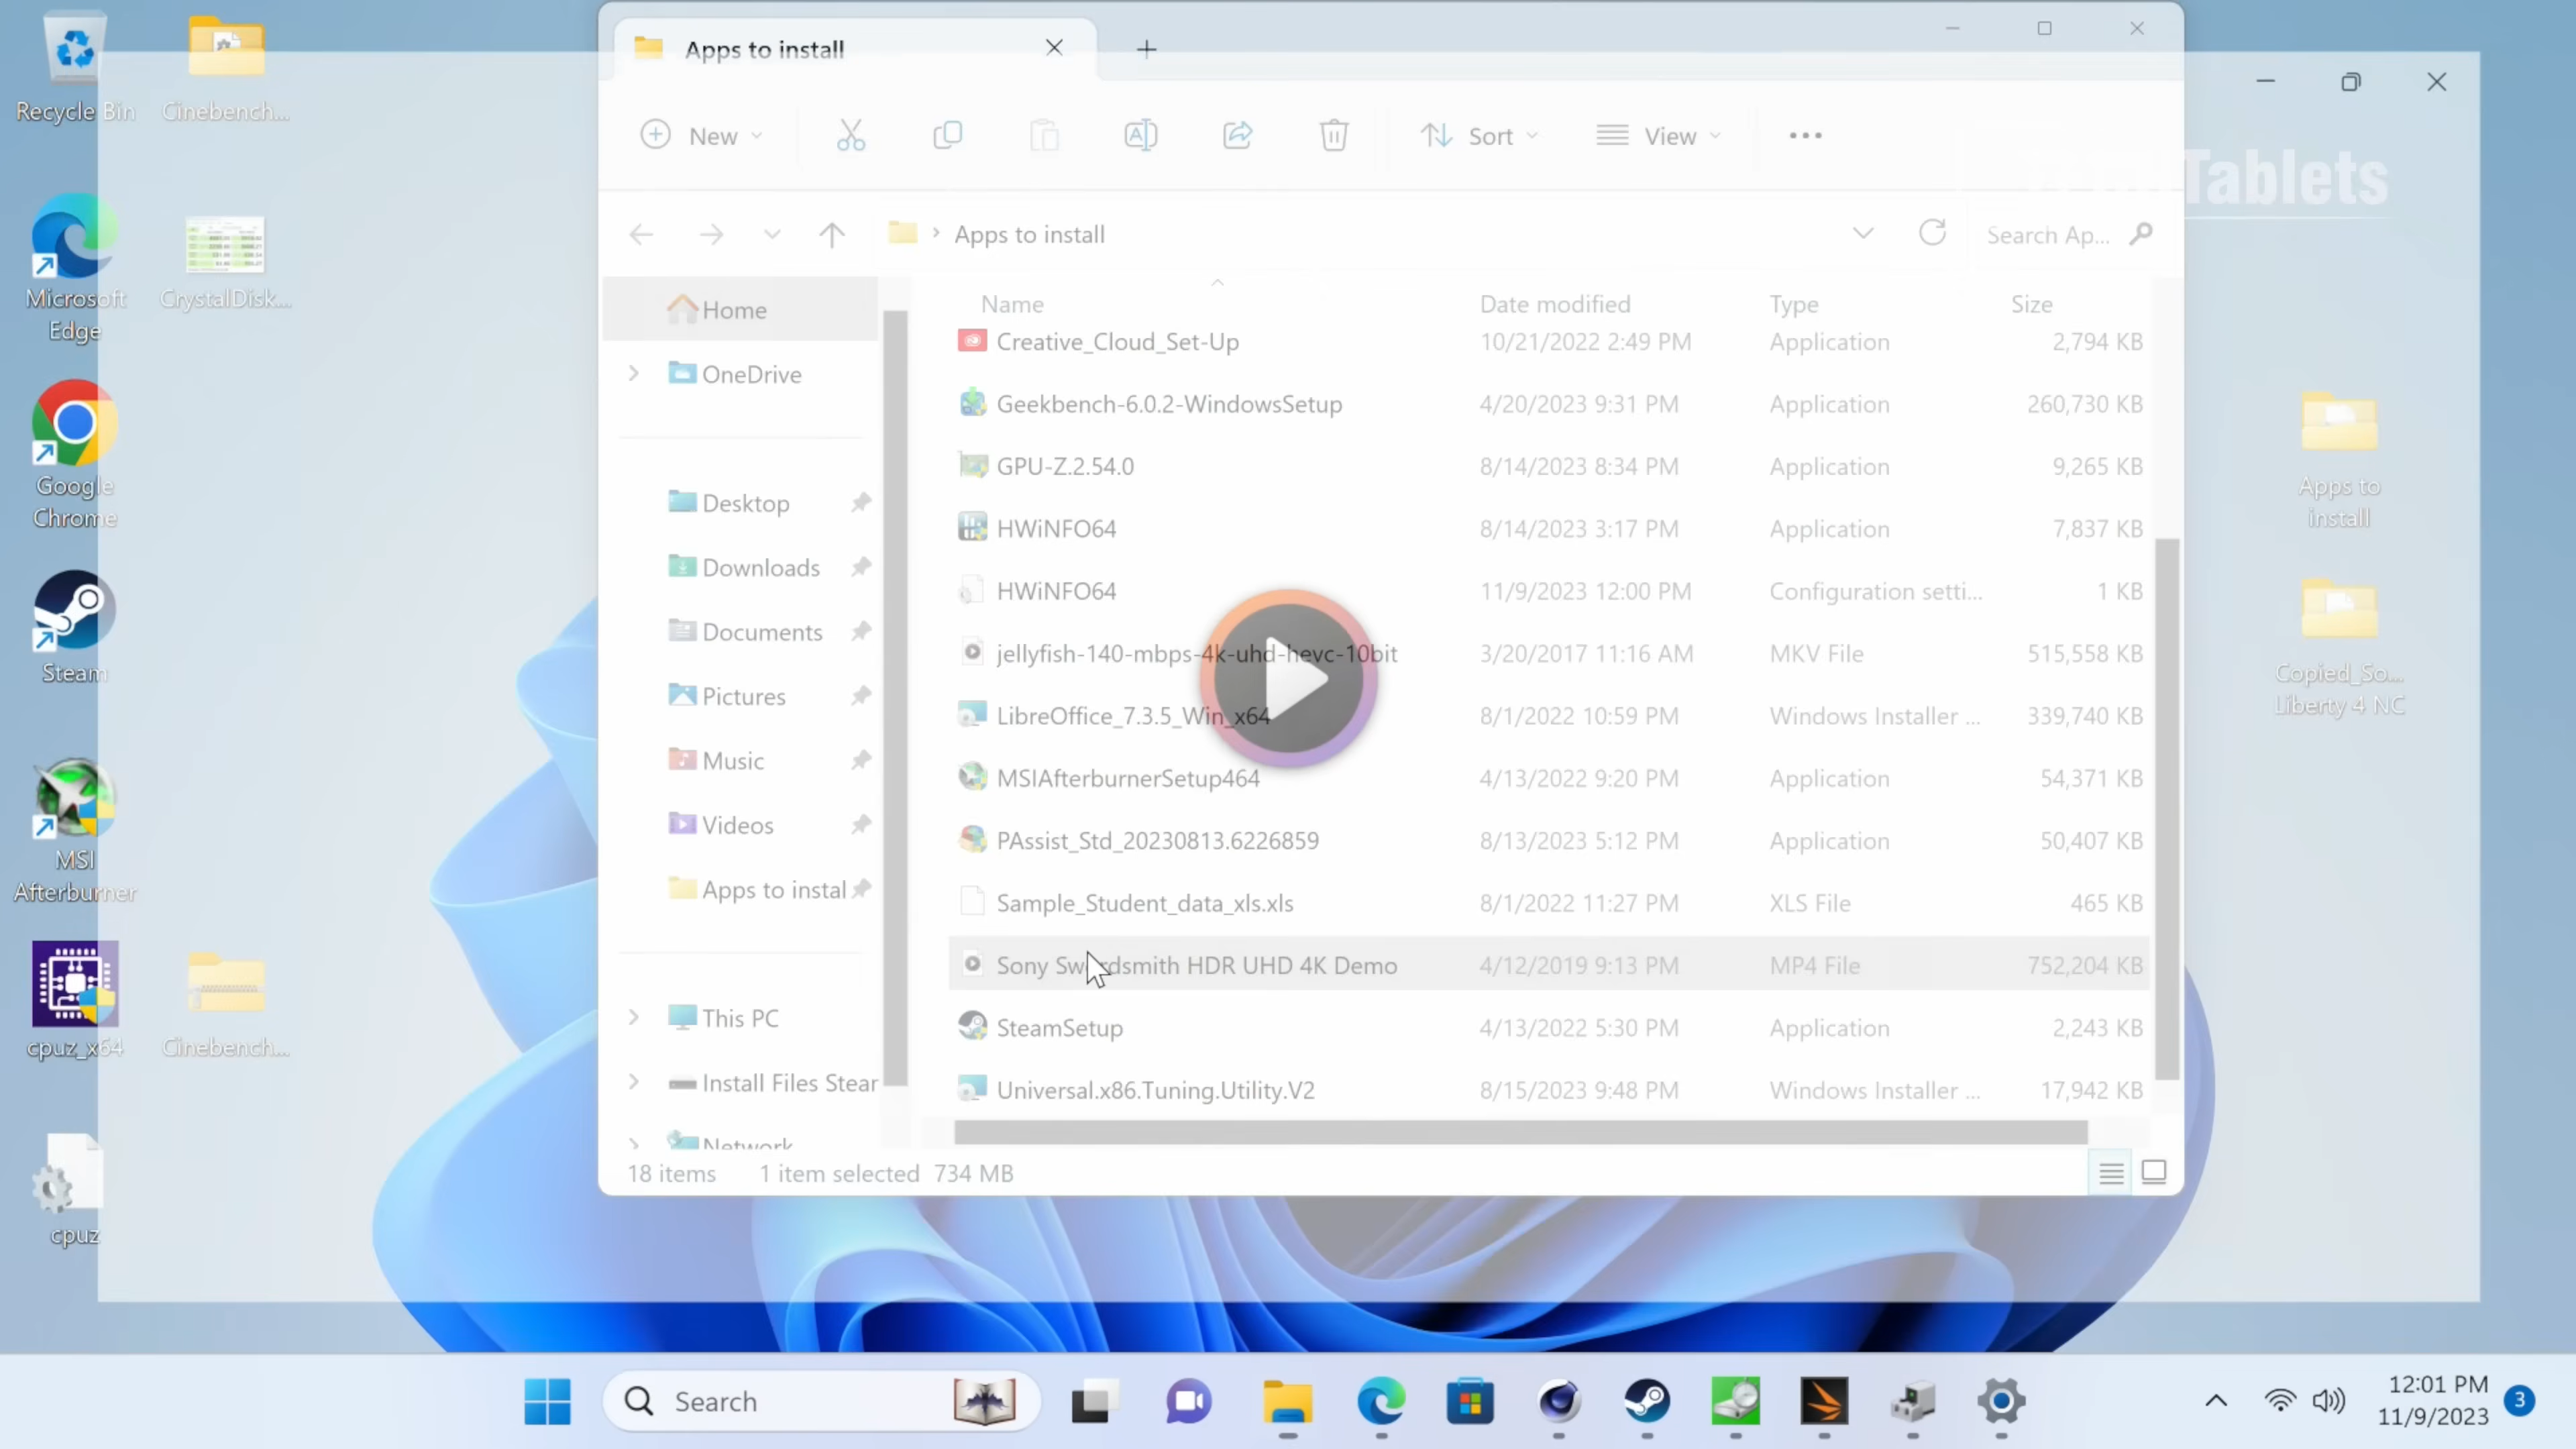 Recycle Bin
Cinebench...
Microsoft
Edge
CrystalDisk...
Google
Chrome
Steam
MSI
Afterburner
cpuz_x64
Cinebench...
cpuz
Apps to install
New
Sort
View
Apps to install
Search Ap...
Home
OneDrive
Desktop
Downloads
Documents
Pictures
Music
Videos
Apps to instal
This PC
Install Files Stear
Network
Name Date modified Type Size
Creative_Cloud_Set-Up 10/21/2022 2:49 PM Application 2,794 KB
Geekbench-6.0.2-WindowsSetup 4/20/2023 9:31 PM Application 260,730 KB
GPU-Z.2.54.0 8/14/2023 8:34 PM Application 9,265 KB
HWiNFO64 8/14/2023 3:17 PM Application 7,837 KB
HWiNFO64 11/9/2023 12:00 PM Configuration setti... 1 KB
jellyfish-140-mbps-4k-uhd-hevc-10bit 3/20/2017 11:16 AM MKV File 515,558 KB
LibreOffice_7.3.5_Win_x64 8/1/2022 10:59 PM Windows Installer ... 339,740 KB
MSIAfterburnerSetup464 4/13/2022 9:20 PM Application 54,371 KB
PAssist_Std_20230813.6226859 8/13/2023 5:12 PM Application 50,407 KB
Sample_Student_data_xls.xls 8/1/2022 11:27 PM XLS File 465 KB
Sony Swordsmith HDR UHD 4K Demo 4/12/2019 9:13 PM MP4 File 752,204 KB
SteamSetup 4/13/2022 5:30 PM Application 2,243 KB
Universal.x86.Tuning.Utility.V2 8/15/2023 9:48 PM Windows Installer ... 17,942 KB
18 items 1 item selected 734 MB
Tablets
Apps to
install
Copied_So...
Liberty 4 NC
Search
12:01 PM
11/9/2023
3